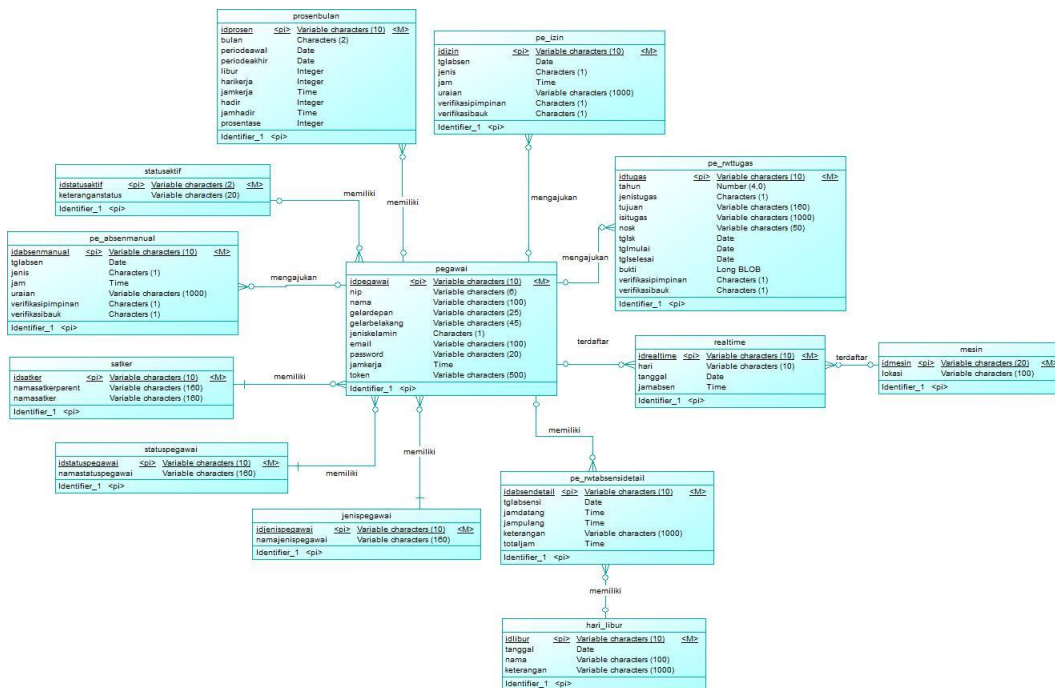 prosenbulan
idprosen <pi> Variable characters (10) <M>
bulan Characters (2)
periodeawal Date
periodeakhir Date
libur Integer
harikerja Integer
jamkerja Time
hadir Integer
jamhadir Time
prosentase Integer
Identifier_1 <pi>
pe_izin
idizin <pi> Variable characters (10) <M>
tglabsen Date
jenis Characters (1)
jam Time
uraian Variable characters (1000)
verifikasipimpinan Characters (1)
verifikasibauk Characters (1)
Identifier_1 <pi>
statusaktif
idstatusaktif <pi> Variable characters (2) <M>
keteranganstatus Variable characters (20)
Identifier_1 <pi>
memiliki
memiliki
mengajukan
pe_rwttugas
idtugas <pi> Variable characters (10) <M>
tahun Number (4,0)
jenistugas Characters (1)
tujuan Variable characters (160)
isitugas Variable characters (1000)
nosk Variable characters (50)
tglsk Date
tglmulai Date
tglselesai Date
bukti Long BLOB
verifikasipimpinan Characters (1)
verifikasibauk Characters (1)
Identifier_1 <pi>
mengajukan
pe_absenmanual
idabsenmanual <pi> Variable characters (10) <M>
tglabsen Date
jenis Characters (1)
jam Time
uraian Variable characters (1000)
verifikasipimpinan Characters (1)
verifikasibauk Characters (1)
Identifier_1 <pi>
mengajukan
pegawai
idpegawai <pi> Variable characters (10) <M>
nip Variable characters (6)
nama Variable characters (100)
gelardepan Variable characters (25)
gelarbelakang Variable characters (45)
jeniskelamin Characters (1)
email Variable characters (100)
password Variable characters (20)
jamkerja Time
token Variable characters (500)
Identifier_1 <pi>
terdaftar
realtime
idrealtime <pi> Variable characters (10) <M>
hari Variable characters (10)
tanggal Date
jamabsen Time
Identifier_1 <pi>
terdaftar
mesin
idmesin <pi> Variable characters (20) <M>
lokasi Variable characters (100)
Identifier_1 <pi>
satker
idsatker <pi> Variable characters (10) <M>
namasatkerparent Variable characters (160)
namasatker Variable characters (160)
Identifier_1 <pi>
memiliki
statuspegawai
idstatuspegawai <pi> Variable characters (10) <M>
namastatuspegawai Variable characters (160)
Identifier_1 <pi>
memiliki
memiliki
memiliki
jenispegawai
idjenispegawai <pi> Variable characters (10) <M>
namajenispegawai Variable characters (160)
Identifier_1 <pi>
pe_rwtabsensidetail
idabsendetail <pi> Variable characters (10) <M>
tglabsensi Date
jamdatang Time
jampulang Time
keterangan Variable characters (1000)
totaljam Time
Identifier_1 <pi>
memiliki
hari_libur
idlibur <pi> Variable characters (10) <M>
tanggal Date
nama Variable characters (100)
keterangan Variable characters (1000)
Identifier_1 <pi>